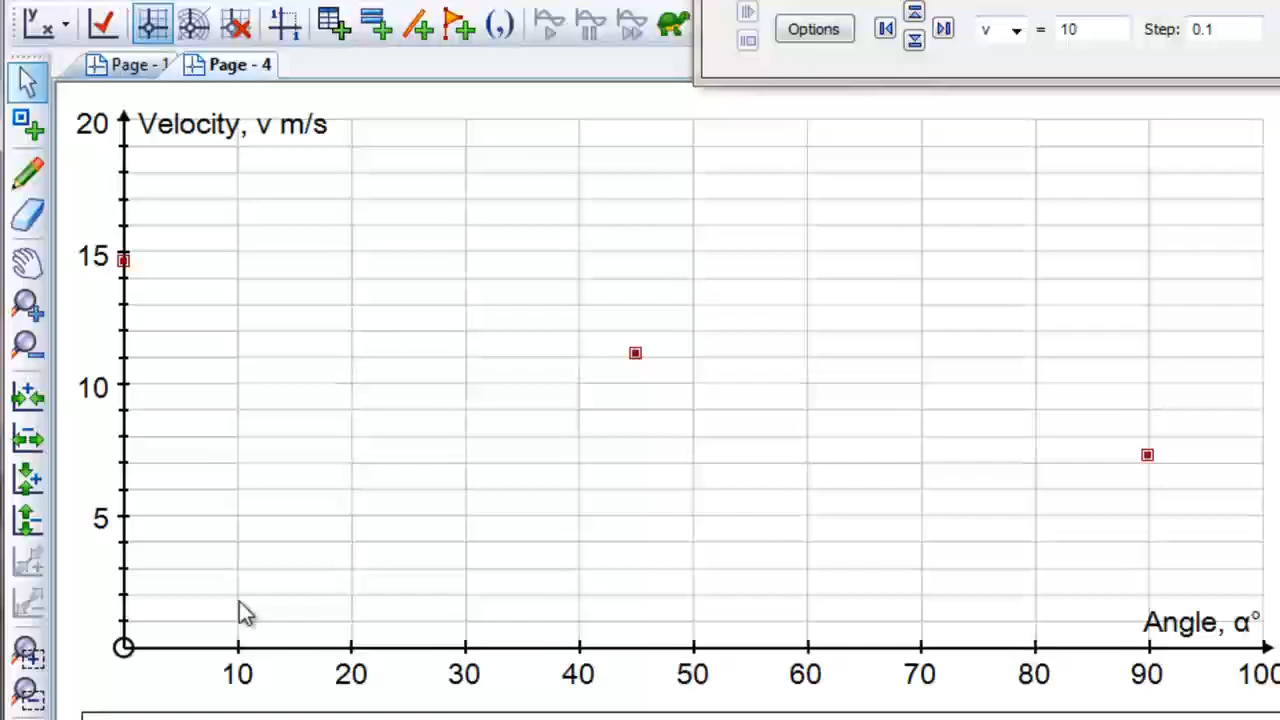 y
x
(,)
Options
v
=
10
Step:
0.1
Page - 1
Page - 4
20
Velocity, v m/s
15
10
5
Angle, α°
10
20
30
40
50
60
70
80
90
100